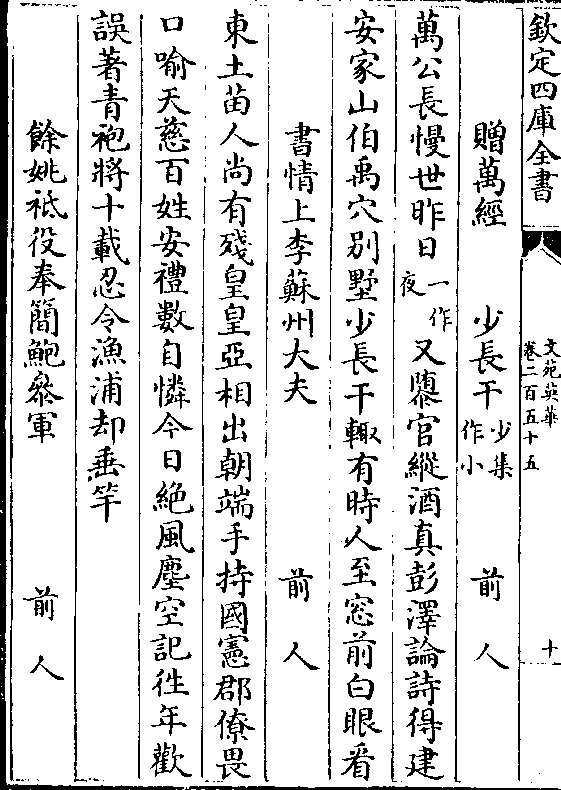 欽定四庫全書
文苑英華
卷二百五十五
十
贈萬經　少長干少集作小　前人
萬公長慢世昨日一作夜又隳官縱酒真彭澤論詩得建
安家山伯禹穴别墅少長干輙有時人至窓前白眼看
書情上李蘇州大夫　前人
東土苗人尚有殘皇皇亞相出朝端手持國憲郡僚畏
口喻天慈百姓安禮數自憐今日絶風塵空記徃年歡
誤著青袍將十載忍令漁浦却垂竿
餘姚祗役奉簡鮑叅軍　前人